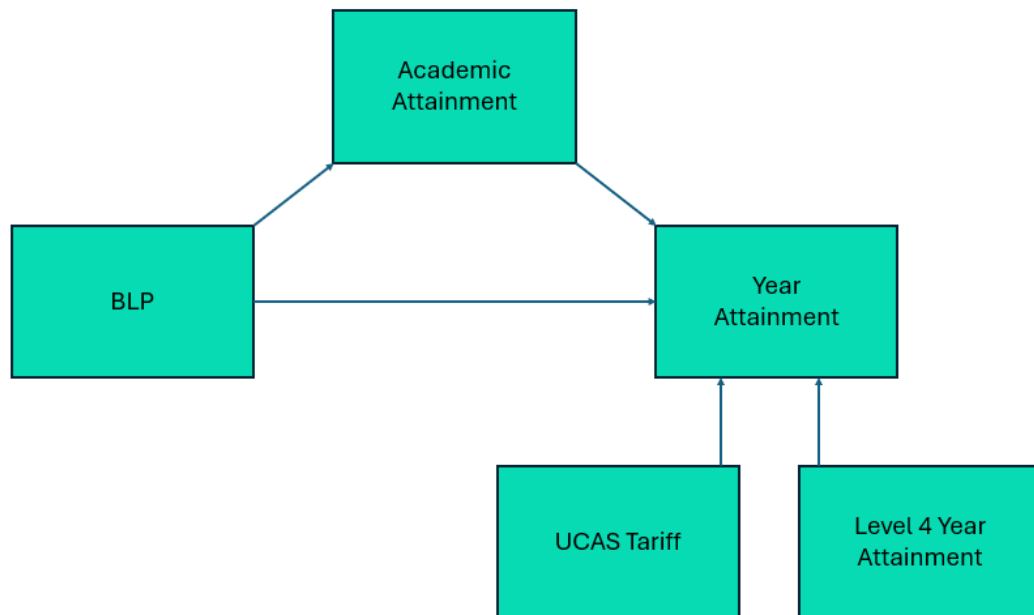 Academic
Attainment
BLP
Year
Attainment
UCAS Tariff
Level 4 Year
Attainment